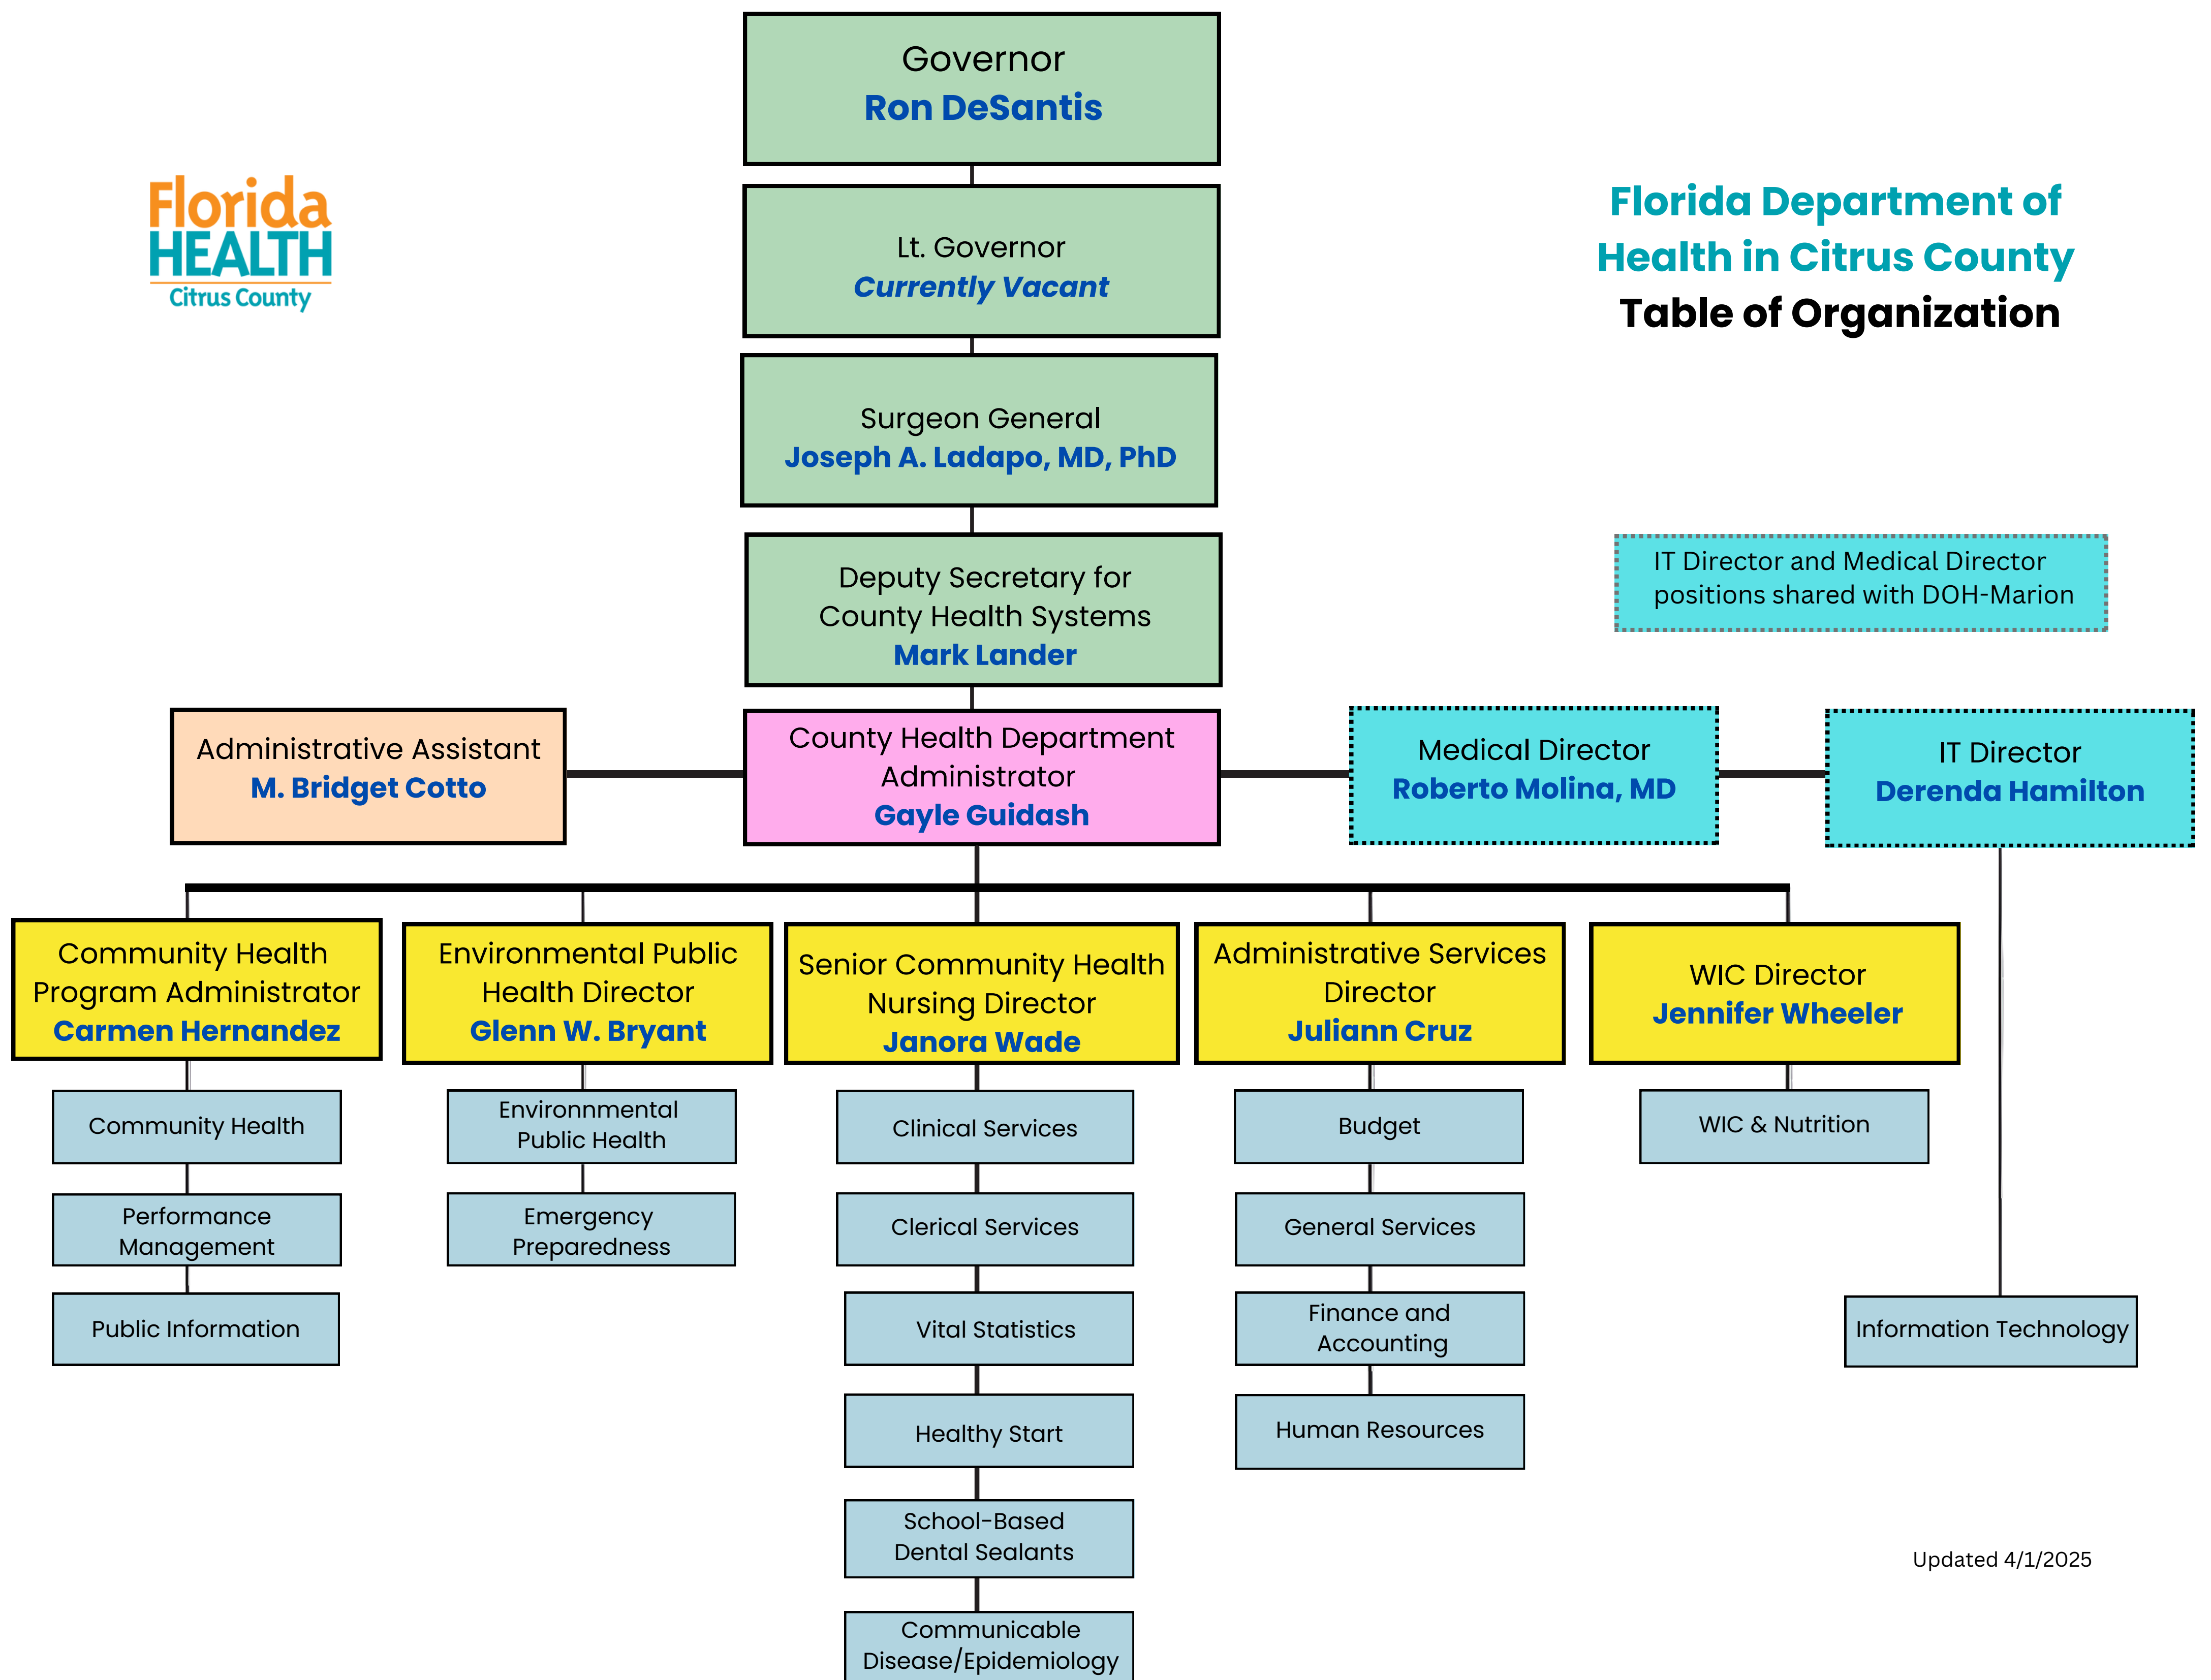 Governor
Ron DeSantis
Florida
HEALTH
Citrus County
Florida Department of
Health in Citrus County
Table of Organization
Lt. Governor
Currently Vacant
Surgeon General
Joseph A. Ladapo, MD, PhD
Deputy Secretary for
County Health Systems
Mark Lander
IT Director and Medical Director
positions shared with DOH-Marion
Administrative Assistant
M. Bridget Cotto
County Health Department
Administrator
Gayle Guidash
Medical Director
Roberto Molina, MD
IT Director
Derenda Hamilton
Community Health
Program Administrator
Carmen Hernandez
Environmental Public
Health Director
Glenn W. Bryant
Senior Community Health
Nursing Director
Janora Wade
Administrative Services
Director
Juliann Cruz
WIC Director
Jennifer Wheeler
Community Health
Performance
Management
Public Information
Environnmental
Public Health
Emergency
Preparedness
Clinical Services
Clerical Services
Vital Statistics
Healthy Start
School-Based
Dental Sealants
Communicable
Disease/Epidemiology
Budget
General Services
Finance and
Accounting
Human Resources
WIC & Nutrition
Information Technology
Updated 4/1/2025